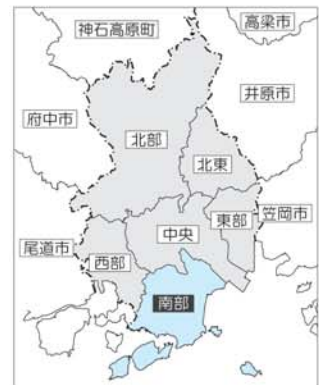 神石高原町
高梁市
井原市
府中市
北部
北東
笠岡市
東部
中央
尾道市
西部
南部